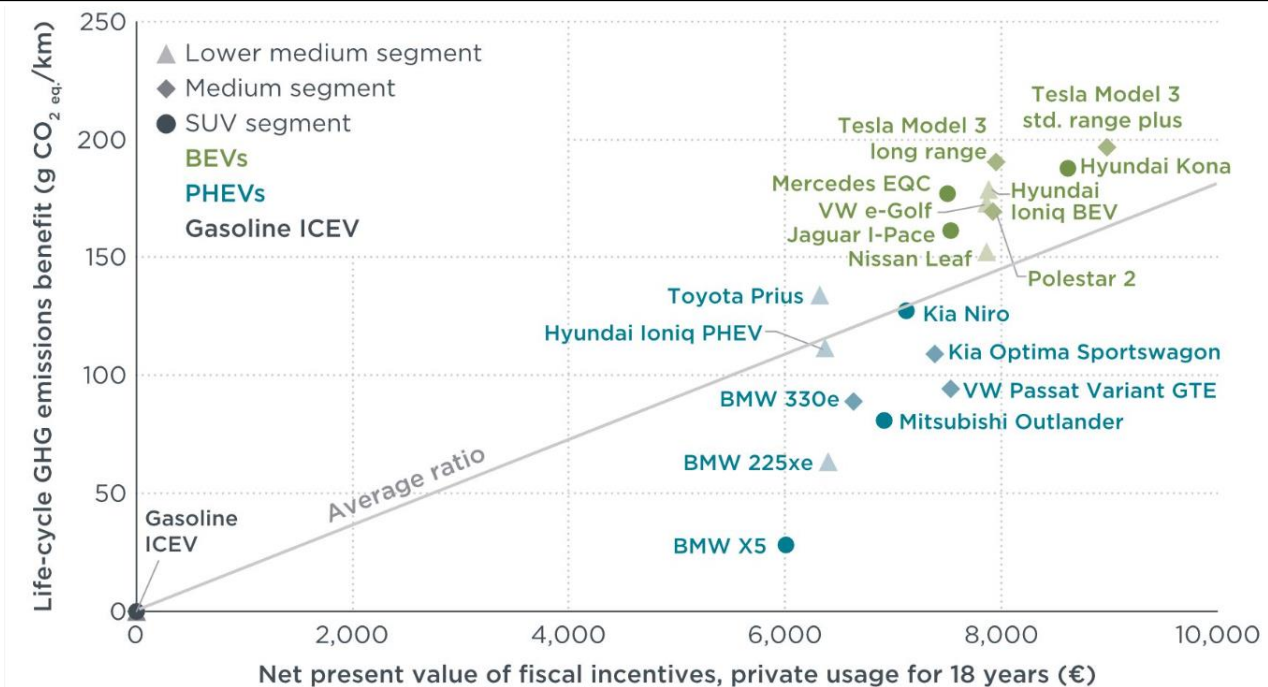 Life-cycle GHG emissions benefit (g CO2 eq./km)
250
200
150
100
50
0
Lower medium segment
Medium segment
SUV segment
BEVs
PHEVs
Gasoline ICEV
Tesla Model 3
std. range plus
Tesla Model 3
long range
Hyundai Kona
Mercedes EQC
Hyundai
Ioniq BEV
VW e-Golf
Jaguar I-Pace
Nissan Leaf
Polestar 2
Toyota Prius
Kia Niro
Hyundai Ioniq PHEV
Kia Optima Sportswagon
BMW 330e
VW Passat Variant GTE
Mitsubishi Outlander
BMW 225xe
Average ratio
BMW X5
Gasoline
ICEV
0
2,000
4,000
6,000
8,000
10,000
Net present value of fiscal incentives, private usage for 18 years (€)